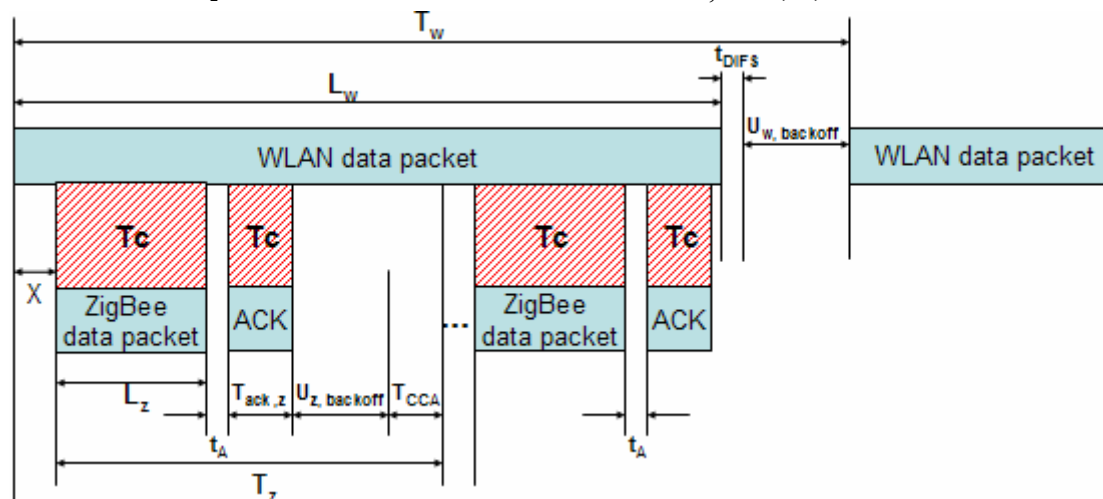 T_w
t_DIFS
L_w
U_w, backoff
WLAN data packet
WLAN data packet
Tc
Tc
Tc
Tc
X
ZigBee
data packet
ACK
...
ZigBee
data packet
ACK
L_z
T_ack,z
U_z, backoff
T_CCA
t_A
t_A
T_z